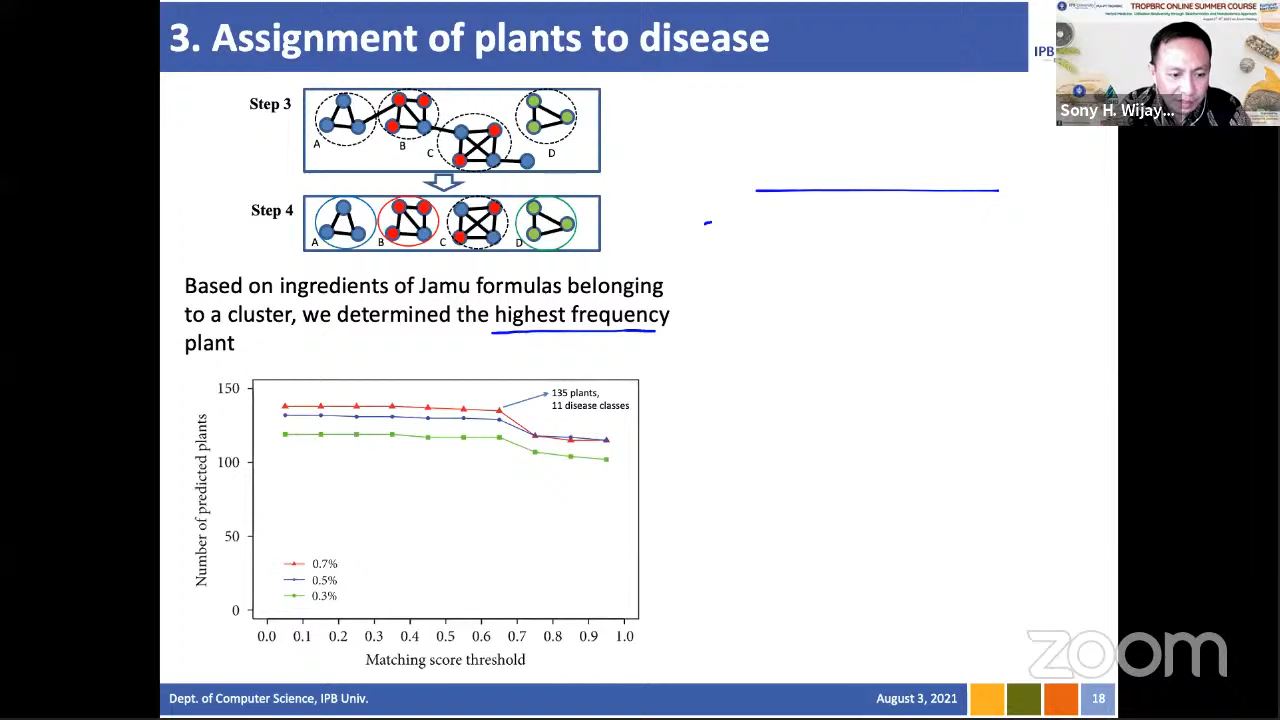 3. Assignment of plants to disease
IPB
IPB University
TROPBRC ONLINE SUMMER COURSE
Sony H. Wijay...
Step 3
A
B
C
D
Step 4
A
B
C
D
Based on ingredients of Jamu formulas belonging
to a cluster, we determined the highest frequency
plant
150
100
50
0
Number of predicted plants
135 plants,
11 disease classes
0.7%
0.5%
0.3%
0.0 0.1 0.2 0.3 0.4 0.5 0.6 0.7 0.8 0.9 1.0
Matching score threshold
zoom
Dept. of Computer Science, IPB Univ.
August 3, 2021
18